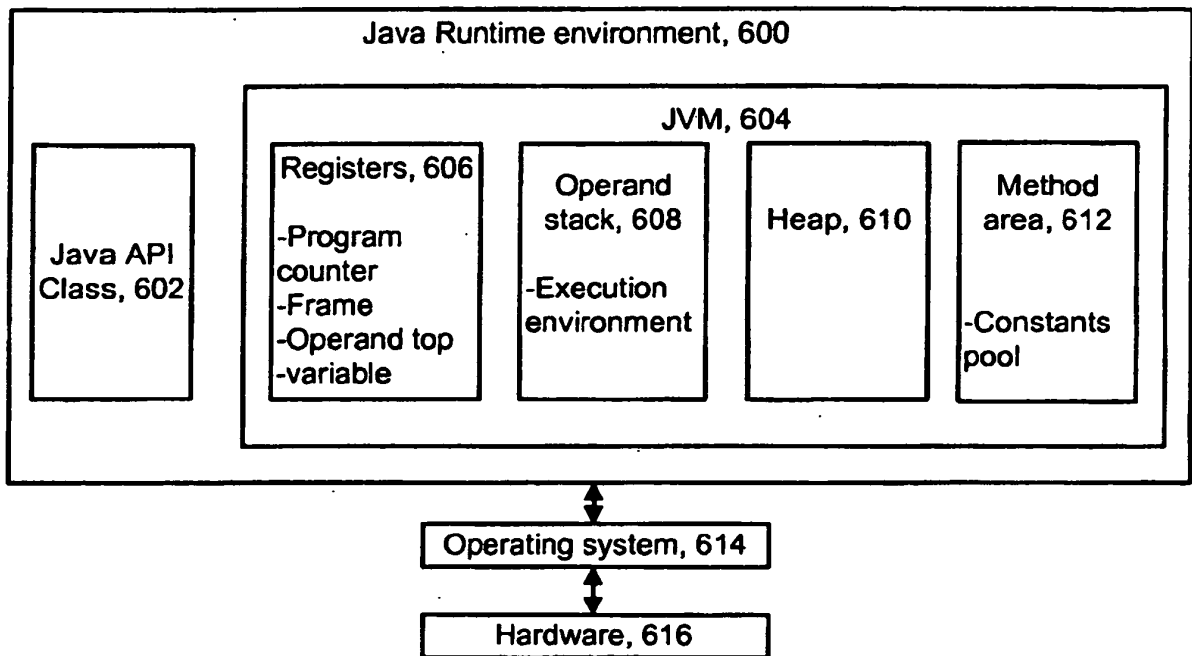 Java Runtime environment, 600
JVM, 604
Java API
Class, 602
Registers, 606
-Program
counter
-Frame
-Operand top
-variable
Operand
stack, 608
-Execution
environment
Heap, 610
Method
area, 612
-Constants
pool
Operating system, 614
Hardware, 616